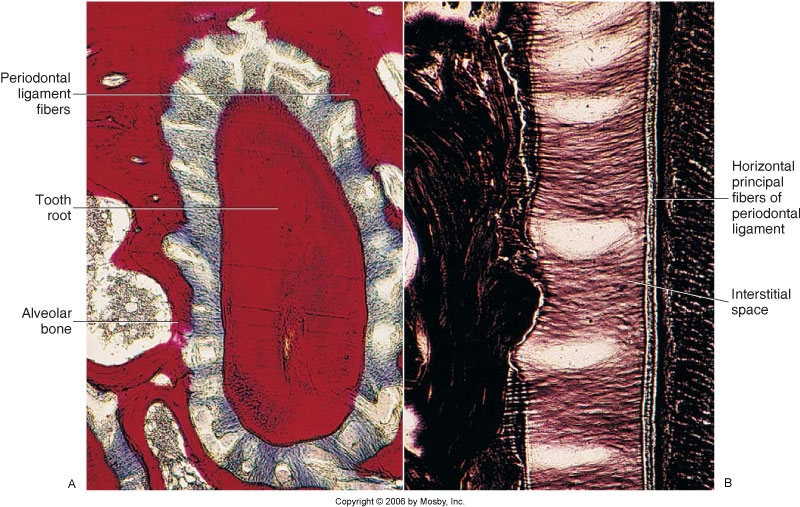 Periodontal
ligament
fibers
Tooth
root
Alveolar
bone
A
Horizontal
principal
fibers of
periodontal
ligament
Interstitial
space
B
Copyright © 2006 by Mosby, Inc.